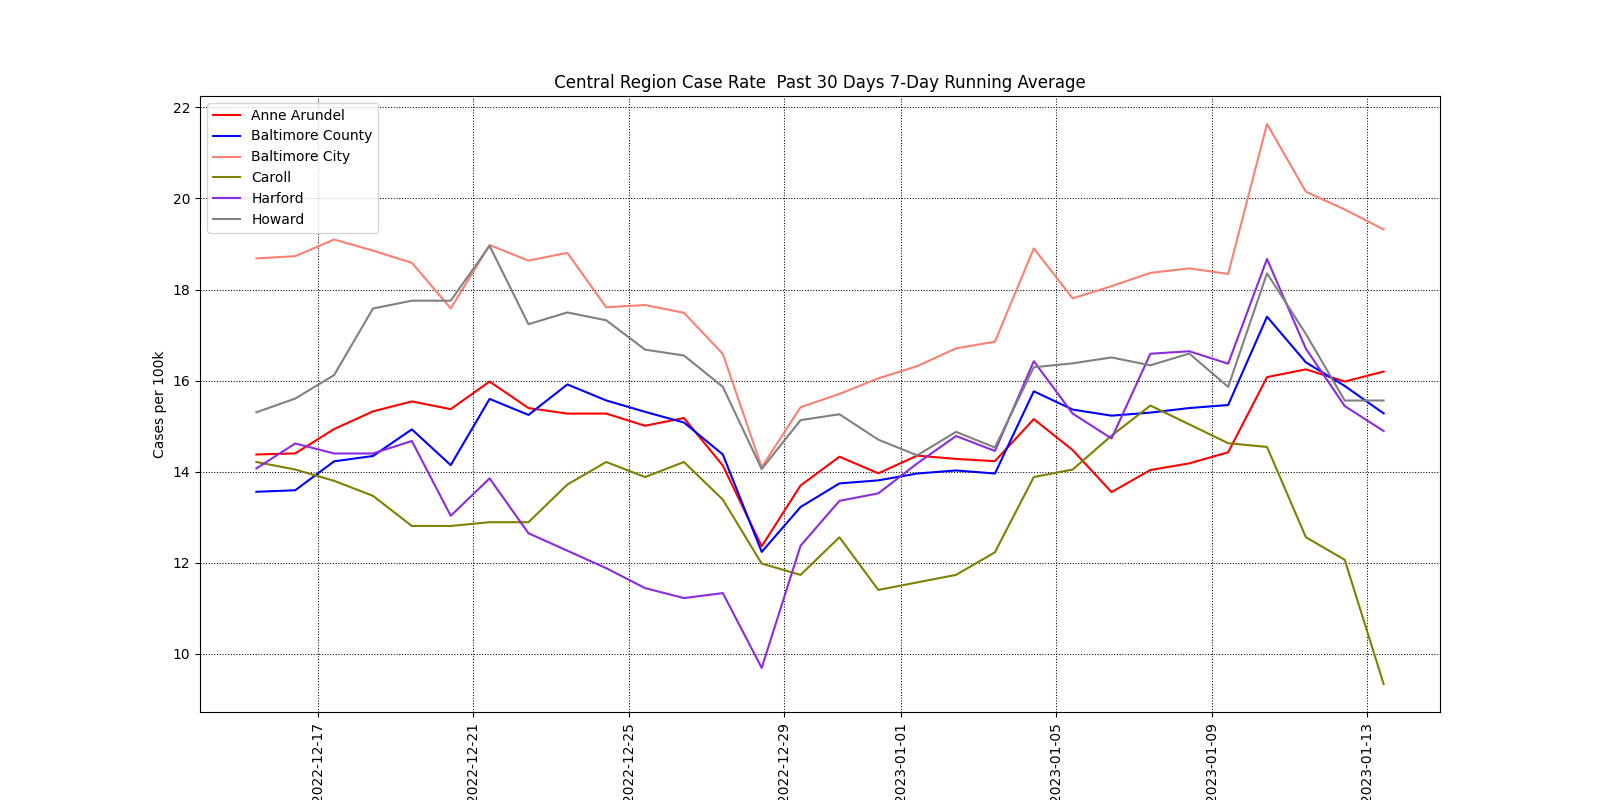 Central Region Case Rate  Past 30 Days 7-Day Running Average
22
20
18
16
14
12
10
Cases per 100k
Anne Arundel
Baltimore County
Baltimore City
Caroll
Harford
Howard
2022-12-17
2022-12-21
2022-12-25
2022-12-29
2023-01-01
2023-01-05
2023-01-09
2023-01-13